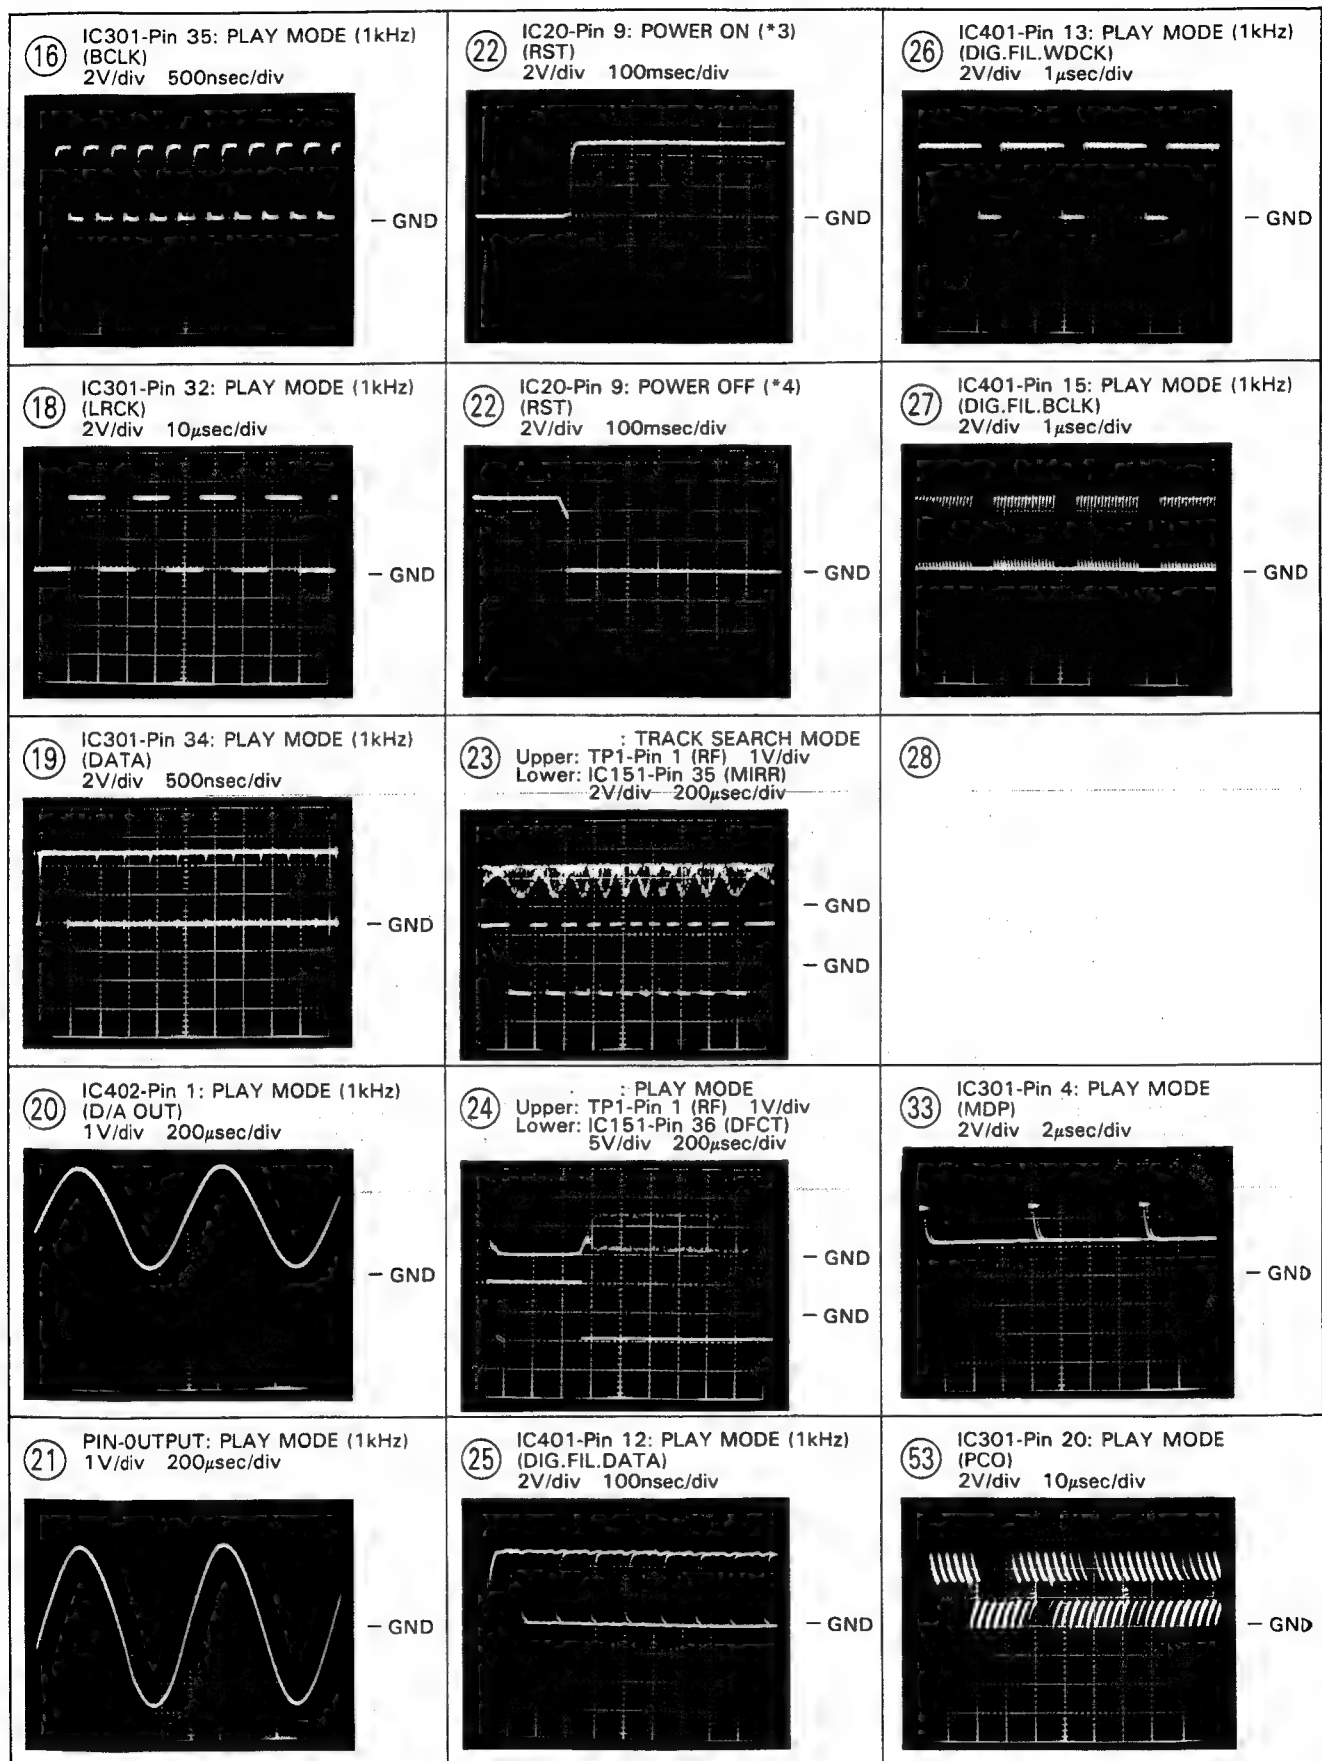 16 IC301-Pin 35: PLAY MODE (1kHz)
(BCLK)
2V/div 500nsec/div
- GND
22 IC20-Pin 9: POWER ON (*3)
(RST)
2V/div 100msec/div
- GND
26 IC401-Pin 13: PLAY MODE (1kHz)
(DIG.FIL.WDCK)
2V/div 1μsec/div
- GND
18 IC301-Pin 32: PLAY MODE (1kHz)
(LRCK)
2V/div 10μsec/div
- GND
22 IC20-Pin 9: POWER OFF (*4)
(RST)
2V/div 100msec/div
- GND
27 IC401-Pin 15: PLAY MODE (1kHz)
(DIG.FIL.BCLK)
2V/div 1μsec/div
- GND
19 IC301-Pin 34: PLAY MODE (1kHz)
(DATA)
2V/div 500nsec/div
- GND
23 : TRACK SEARCH MODE
Upper: TP1-Pin 1 (RF) 1V/div
Lower: IC151-Pin 35 (MIRR)
2V/div 200μsec/div
- GND
- GND
28
20 IC402-Pin 1: PLAY MODE (1kHz)
(D/A OUT)
1V/div 200μsec/div
- GND
24 : PLAY MODE
Upper: TP1-Pin 1 (RF) 1V/div
Lower: IC151-Pin 36 (DFCT)
5V/div 200μsec/div
- GND
- GND
33 IC301-Pin 4: PLAY MODE
(MDP)
2V/div 2μsec/div
- GND
21 PIN-OUTPUT: PLAY MODE (1kHz)
1V/div 200μsec/div
- GND
25 IC401-Pin 12: PLAY MODE (1kHz)
(DIG.FIL.DATA)
2V/div 100nsec/div
- GND
53 IC301-Pin 20: PLAY MODE
(PCO)
2V/div 10μsec/div
- GND